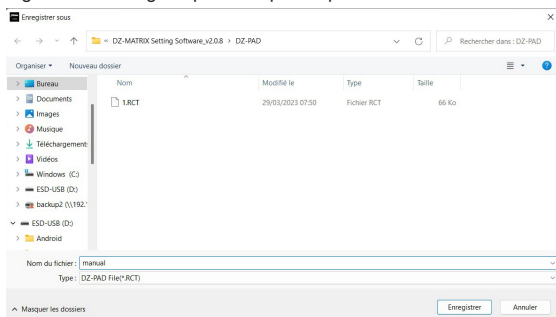 Enregistrer sous
« DZ-MATRIX Setting Software_v2.0.8 › DZ-PAD
Rechercher dans : DZ-PAD
Organiser Nouveau dossier
Nom Modifié le Type Taille
1.RCT 29/03/2023 07:50 Fichier RCT 66 Ko
Bureau
Documents
Images
Musique
Téléchargements
Vidéos
Windows (C:)
ESD-USB (D:)
backup2 (\\192.
ESD-USB (D:)
Android
Nom du fichier : manual
Type : DZ-PAD File(*.RCT)
Masquer les dossiers
Enregistrer Annuler